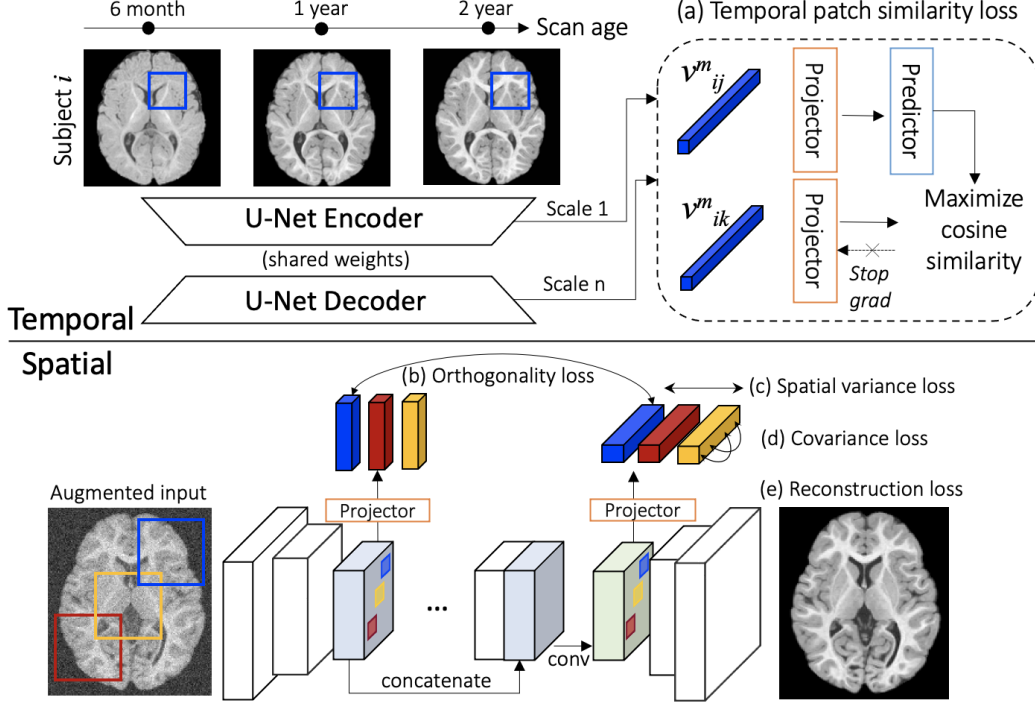 6 month
1 year
2 year
Scan age
Subject i
U-Net Encoder
(shared weights)
U-Net Decoder
Scale 1
Scale n
(a) Temporal patch similarity loss
v^m_ij
Projector
Predictor
v^m_ik
Projector
Stop
grad
Maximize
cosine
similarity
Temporal
Spatial
(b) Orthogonality loss
(c) Spatial variance loss
(d) Covariance loss
Augmented input
Projector
Projector
(e) Reconstruction loss
...
concatenate
conv